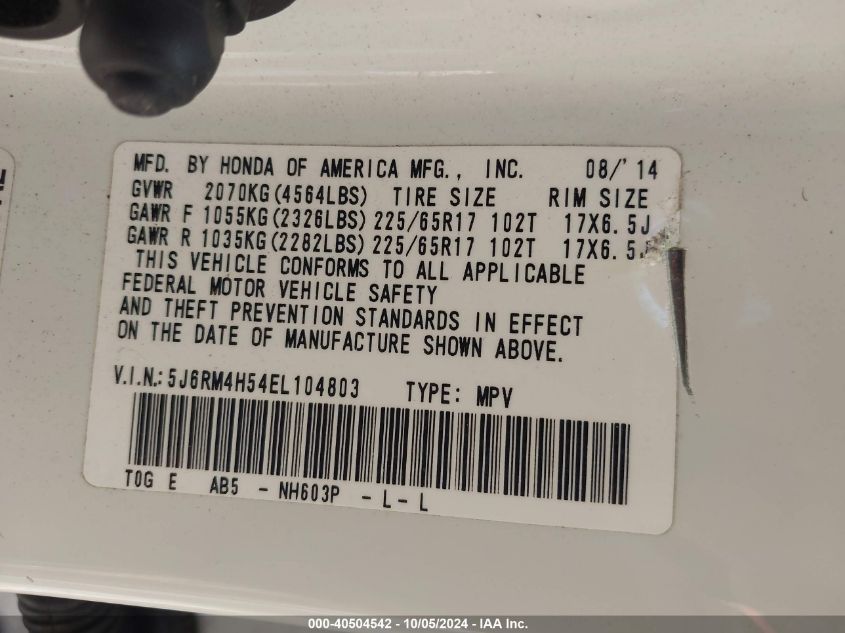 MFD. BY HONDA OF AMERICA MFG., INC. 08/'14
GVWR 2070KG(4564LBS) TIRE SIZE RIM SIZE
GAWR F 1055KG(2326LBS) 225/65R17 102T 17X6.5J
GAWR R 1035KG(2282LBS) 225/65R17 102T 17X6.5J
THIS VEHICLE CONFORMS TO ALL APPLICABLE
FEDERAL MOTOR VEHICLE SAFETY
AND THEFT PREVENTION STANDARDS IN EFFECT
ON THE DATE OF MANUFACTURE SHOWN ABOVE.
V.I.N.: 5J6RM4H54EL104803 TYPE: MPV
T0G E AB5 - NH603P - L - L
000-40504542 - 10/05/2024 - IAA Inc.